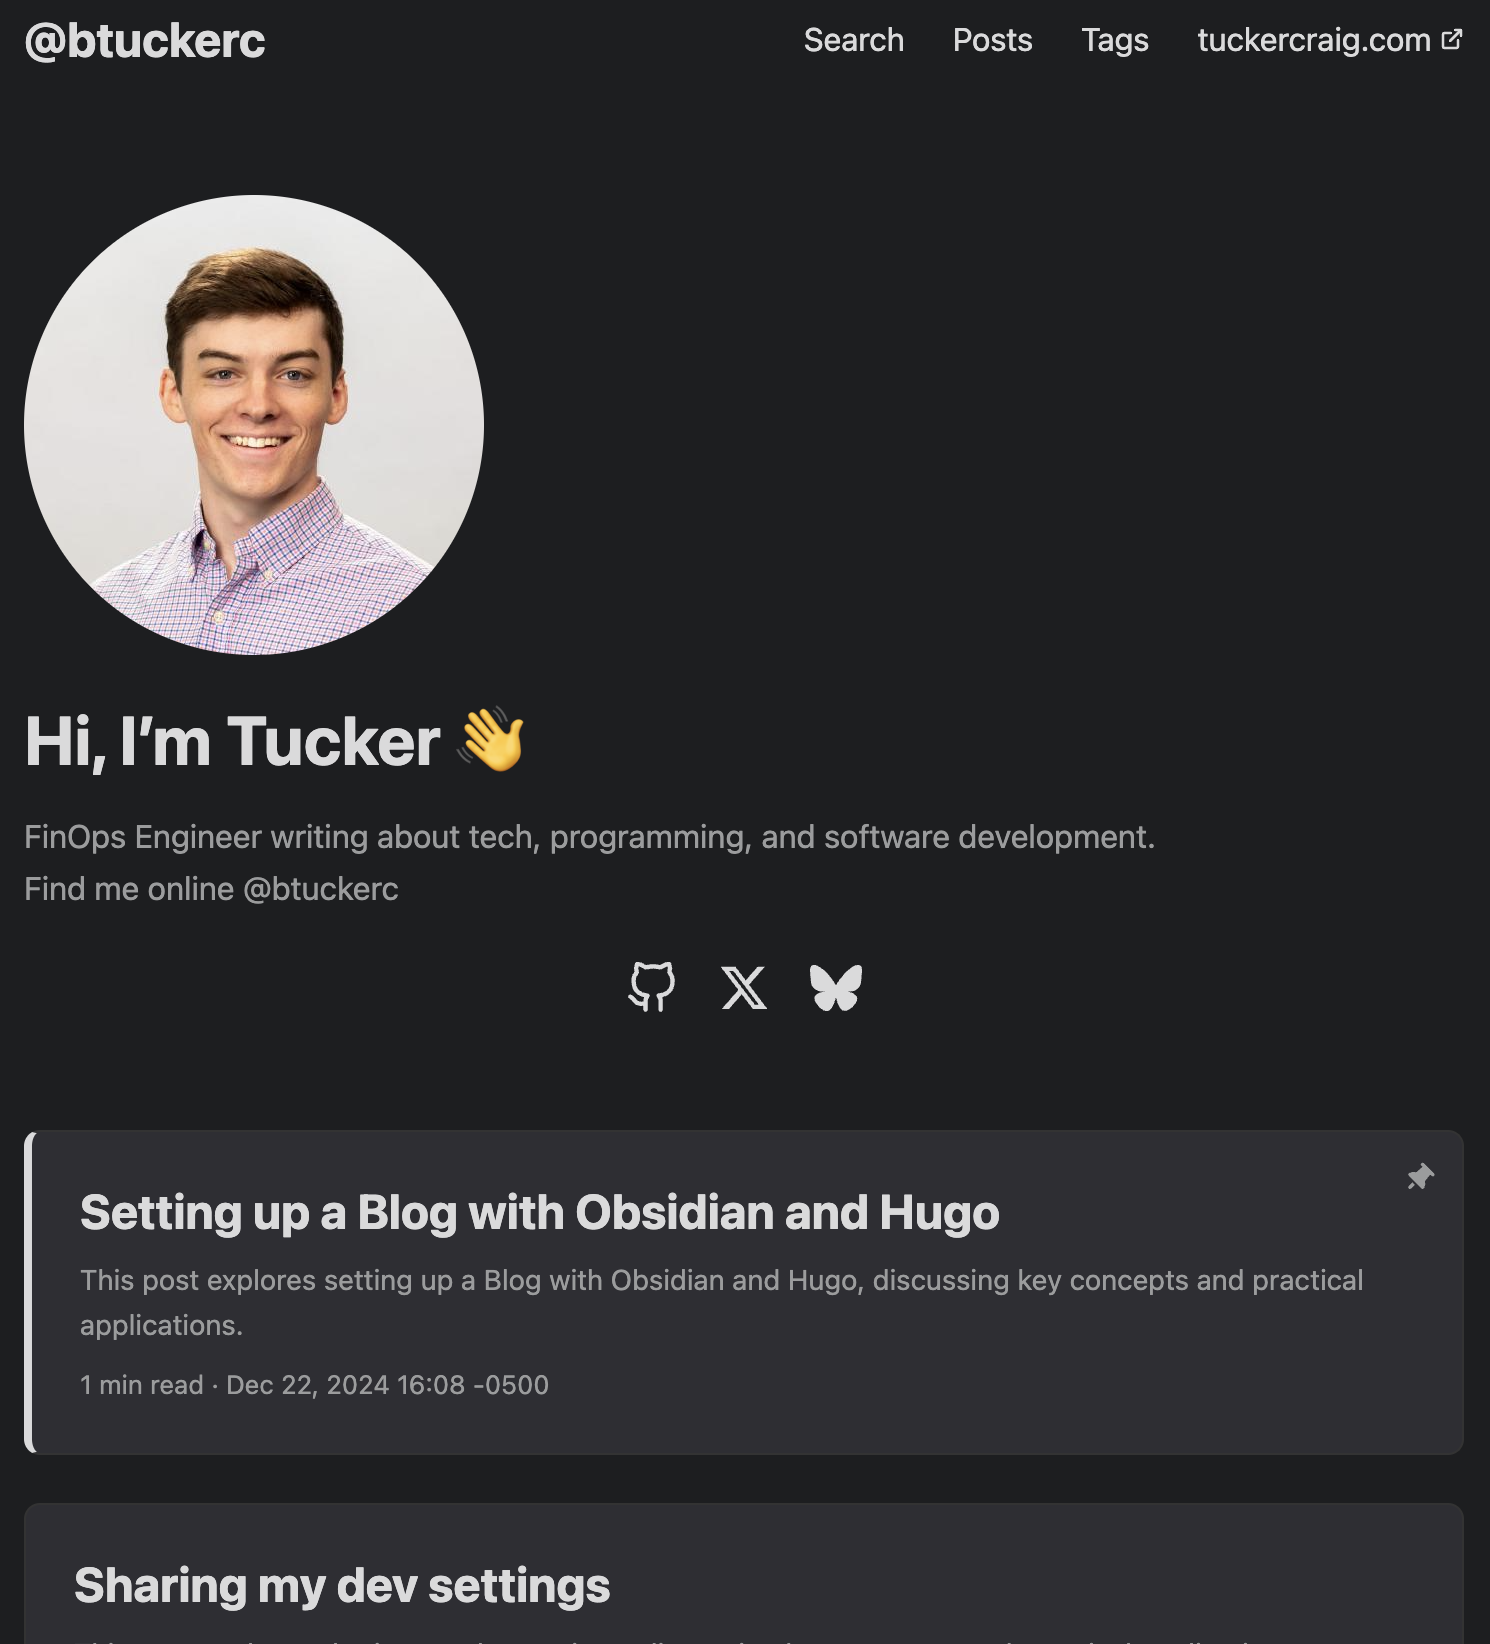 @btuckerc
Search Posts Tags tuckercraig.com
Hi, I’m Tucker 👋
FinOps Engineer writing about tech, programming, and software development.
Find me online @btuckerc
Setting up a Blog with Obsidian and Hugo
This post explores setting up a Blog with Obsidian and Hugo, discussing key concepts and practical
applications.
1 min read · Dec 22, 2024 16:08 -0500
Sharing my dev settings